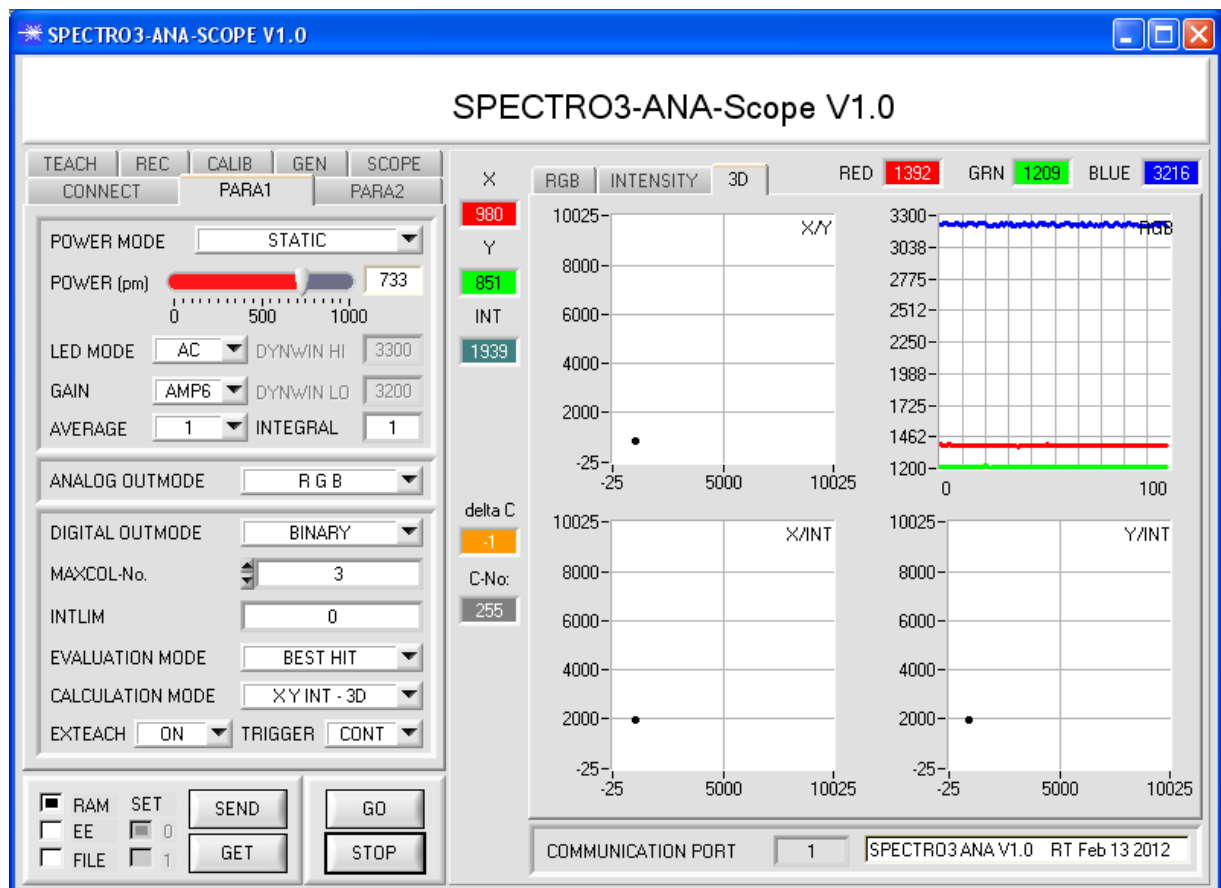 SPECTRO3-ANA-SCOPE V1.0
SPECTRO3-ANA-Scope V1.0
TEACH REC CALIB GEN SCOPE
CONNECT PARA1 PARA2
POWER MODE STATIC
POWER (pm) 733
0 500 1000
LED MODE AC DYNWIN HI 3300
GAIN AMP6 DYNWIN LO 3200
AVERAGE 1 INTEGRAL 1
ANALOG OUTMODE R G B
DIGITAL OUTMODE BINARY
MAXCOL-No. 3
INTLIM 0
EVALUATION MODE BEST HIT
CALCULATION MODE X Y INT - 3D
EXTEACH ON TRIGGER CONT
RAM SET SEND GO
EE 0
FILE 1 GET STOP
X
980
Y
851
INT
1939
delta C
-1
C-No:
255
RGB INTENSITY 3D RED 1392 GRN 1209 BLUE 3216
X/Y
10025
8000
6000
4000
2000
-25
-25 5000 10025
RGB
3300
3038
2775
2512
2250
1988
1725
1462
1200
0 100
X/INT
10025
8000
6000
4000
2000
-25
-25 5000 10025
Y/INT
10025
8000
6000
4000
2000
-25
-25 5000 10025
COMMUNICATION PORT 1 SPECTRO3 ANA V1.0 RT Feb 13 2012